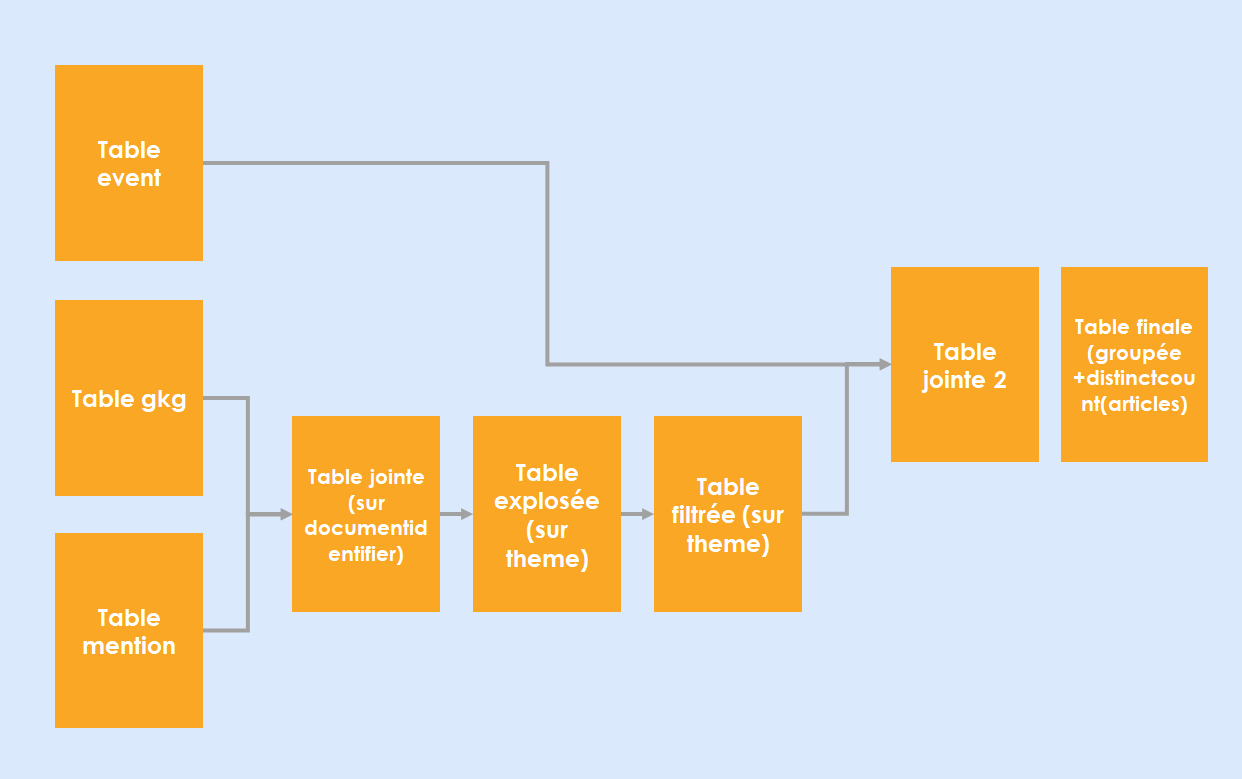 Table
event
Table gkg
Table
mention
Table jointe
(sur
documentid
entifier)
Table
explosée
(sur
theme)
Table
filtrée (sur
theme)
Table
jointe 2
Table finale
(groupée
+distinctcou
nt(articles)